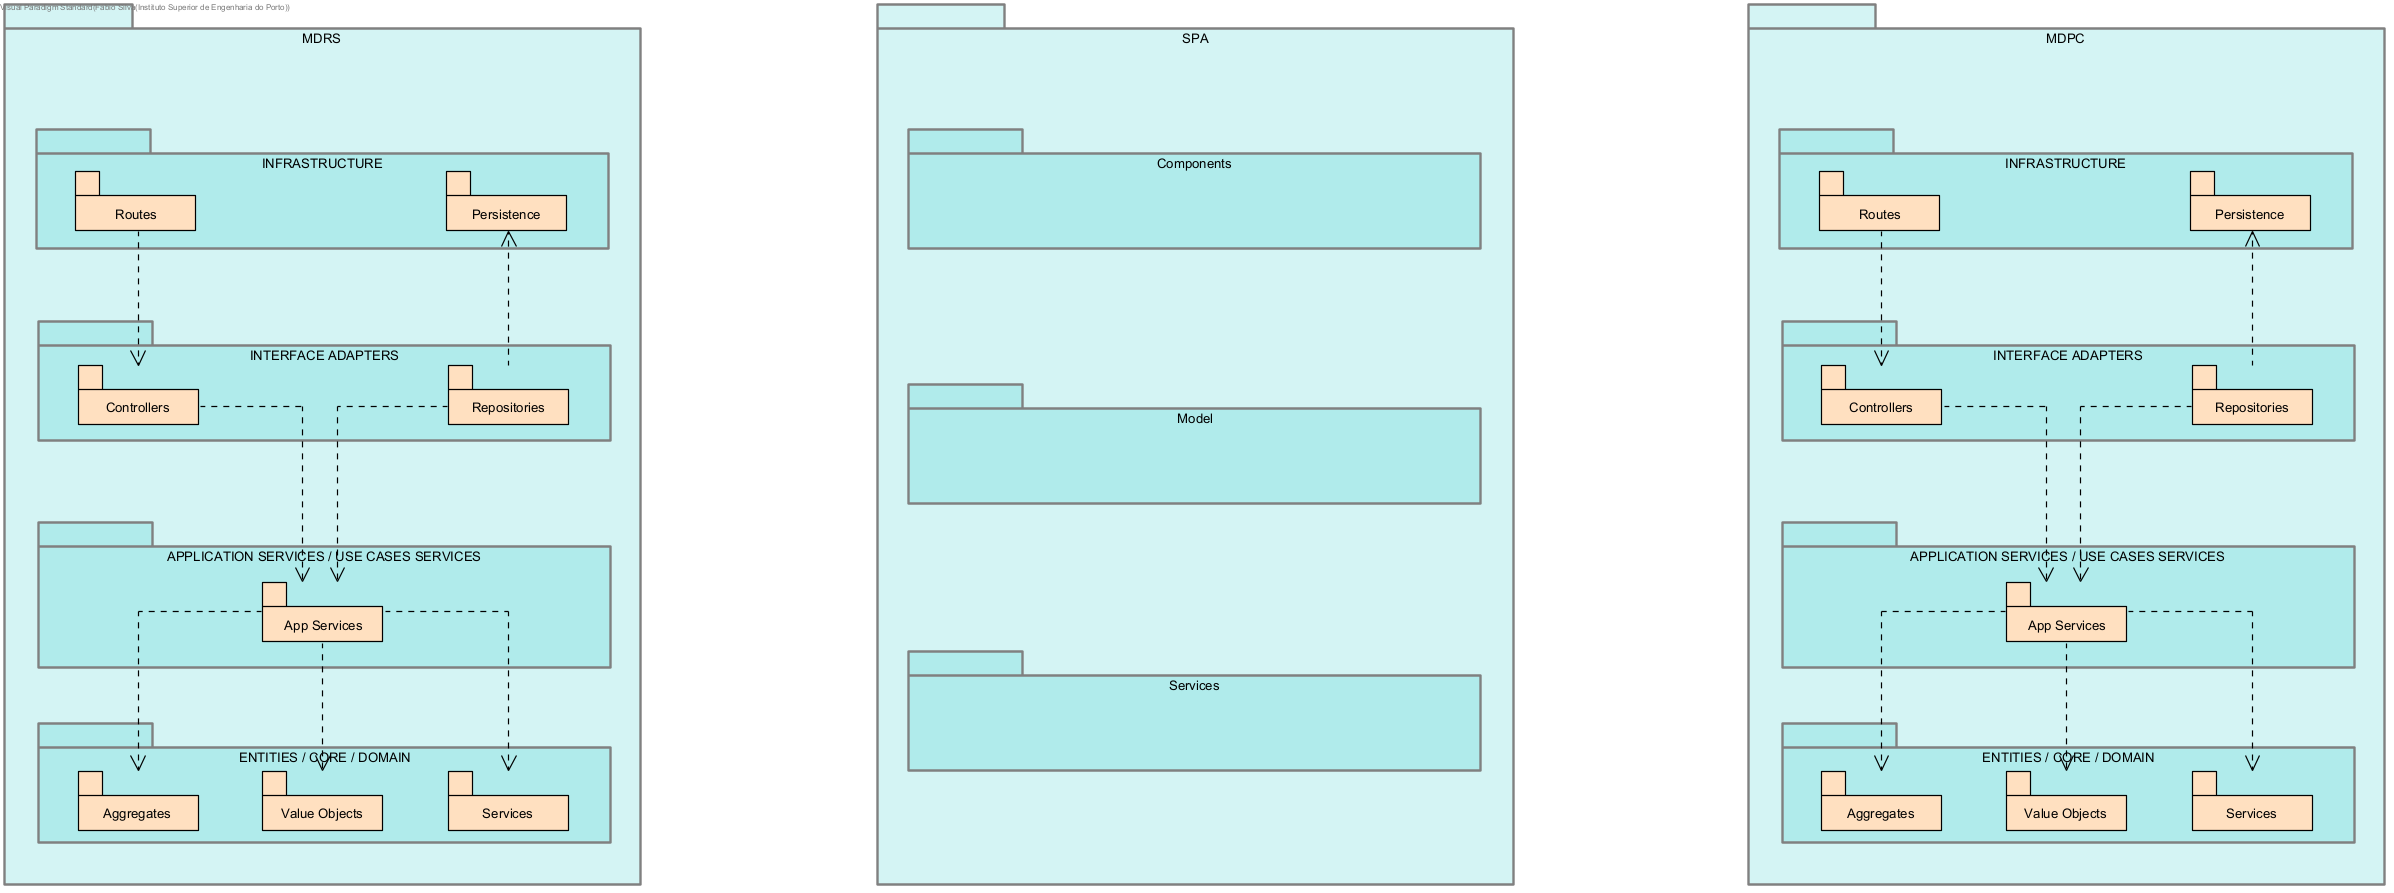 Visual Paradigm Standard(Fábio Silva(Instituto Superior de Engenharia do Porto))
MDRS
INFRASTRUCTURE
Routes
Persistence
INTERFACE ADAPTERS
Controllers
Repositories
APPLICATION SERVICES / USE CASES SERVICES
App Services
ENTITIES / CORE / DOMAIN
Aggregates
Value Objects
Services
SPA
Components
Model
Services
MDPC
INFRASTRUCTURE
Routes
Persistence
INTERFACE ADAPTERS
Controllers
Repositories
APPLICATION SERVICES / USE CASES SERVICES
App Services
ENTITIES / CORE / DOMAIN
Aggregates
Value Objects
Services